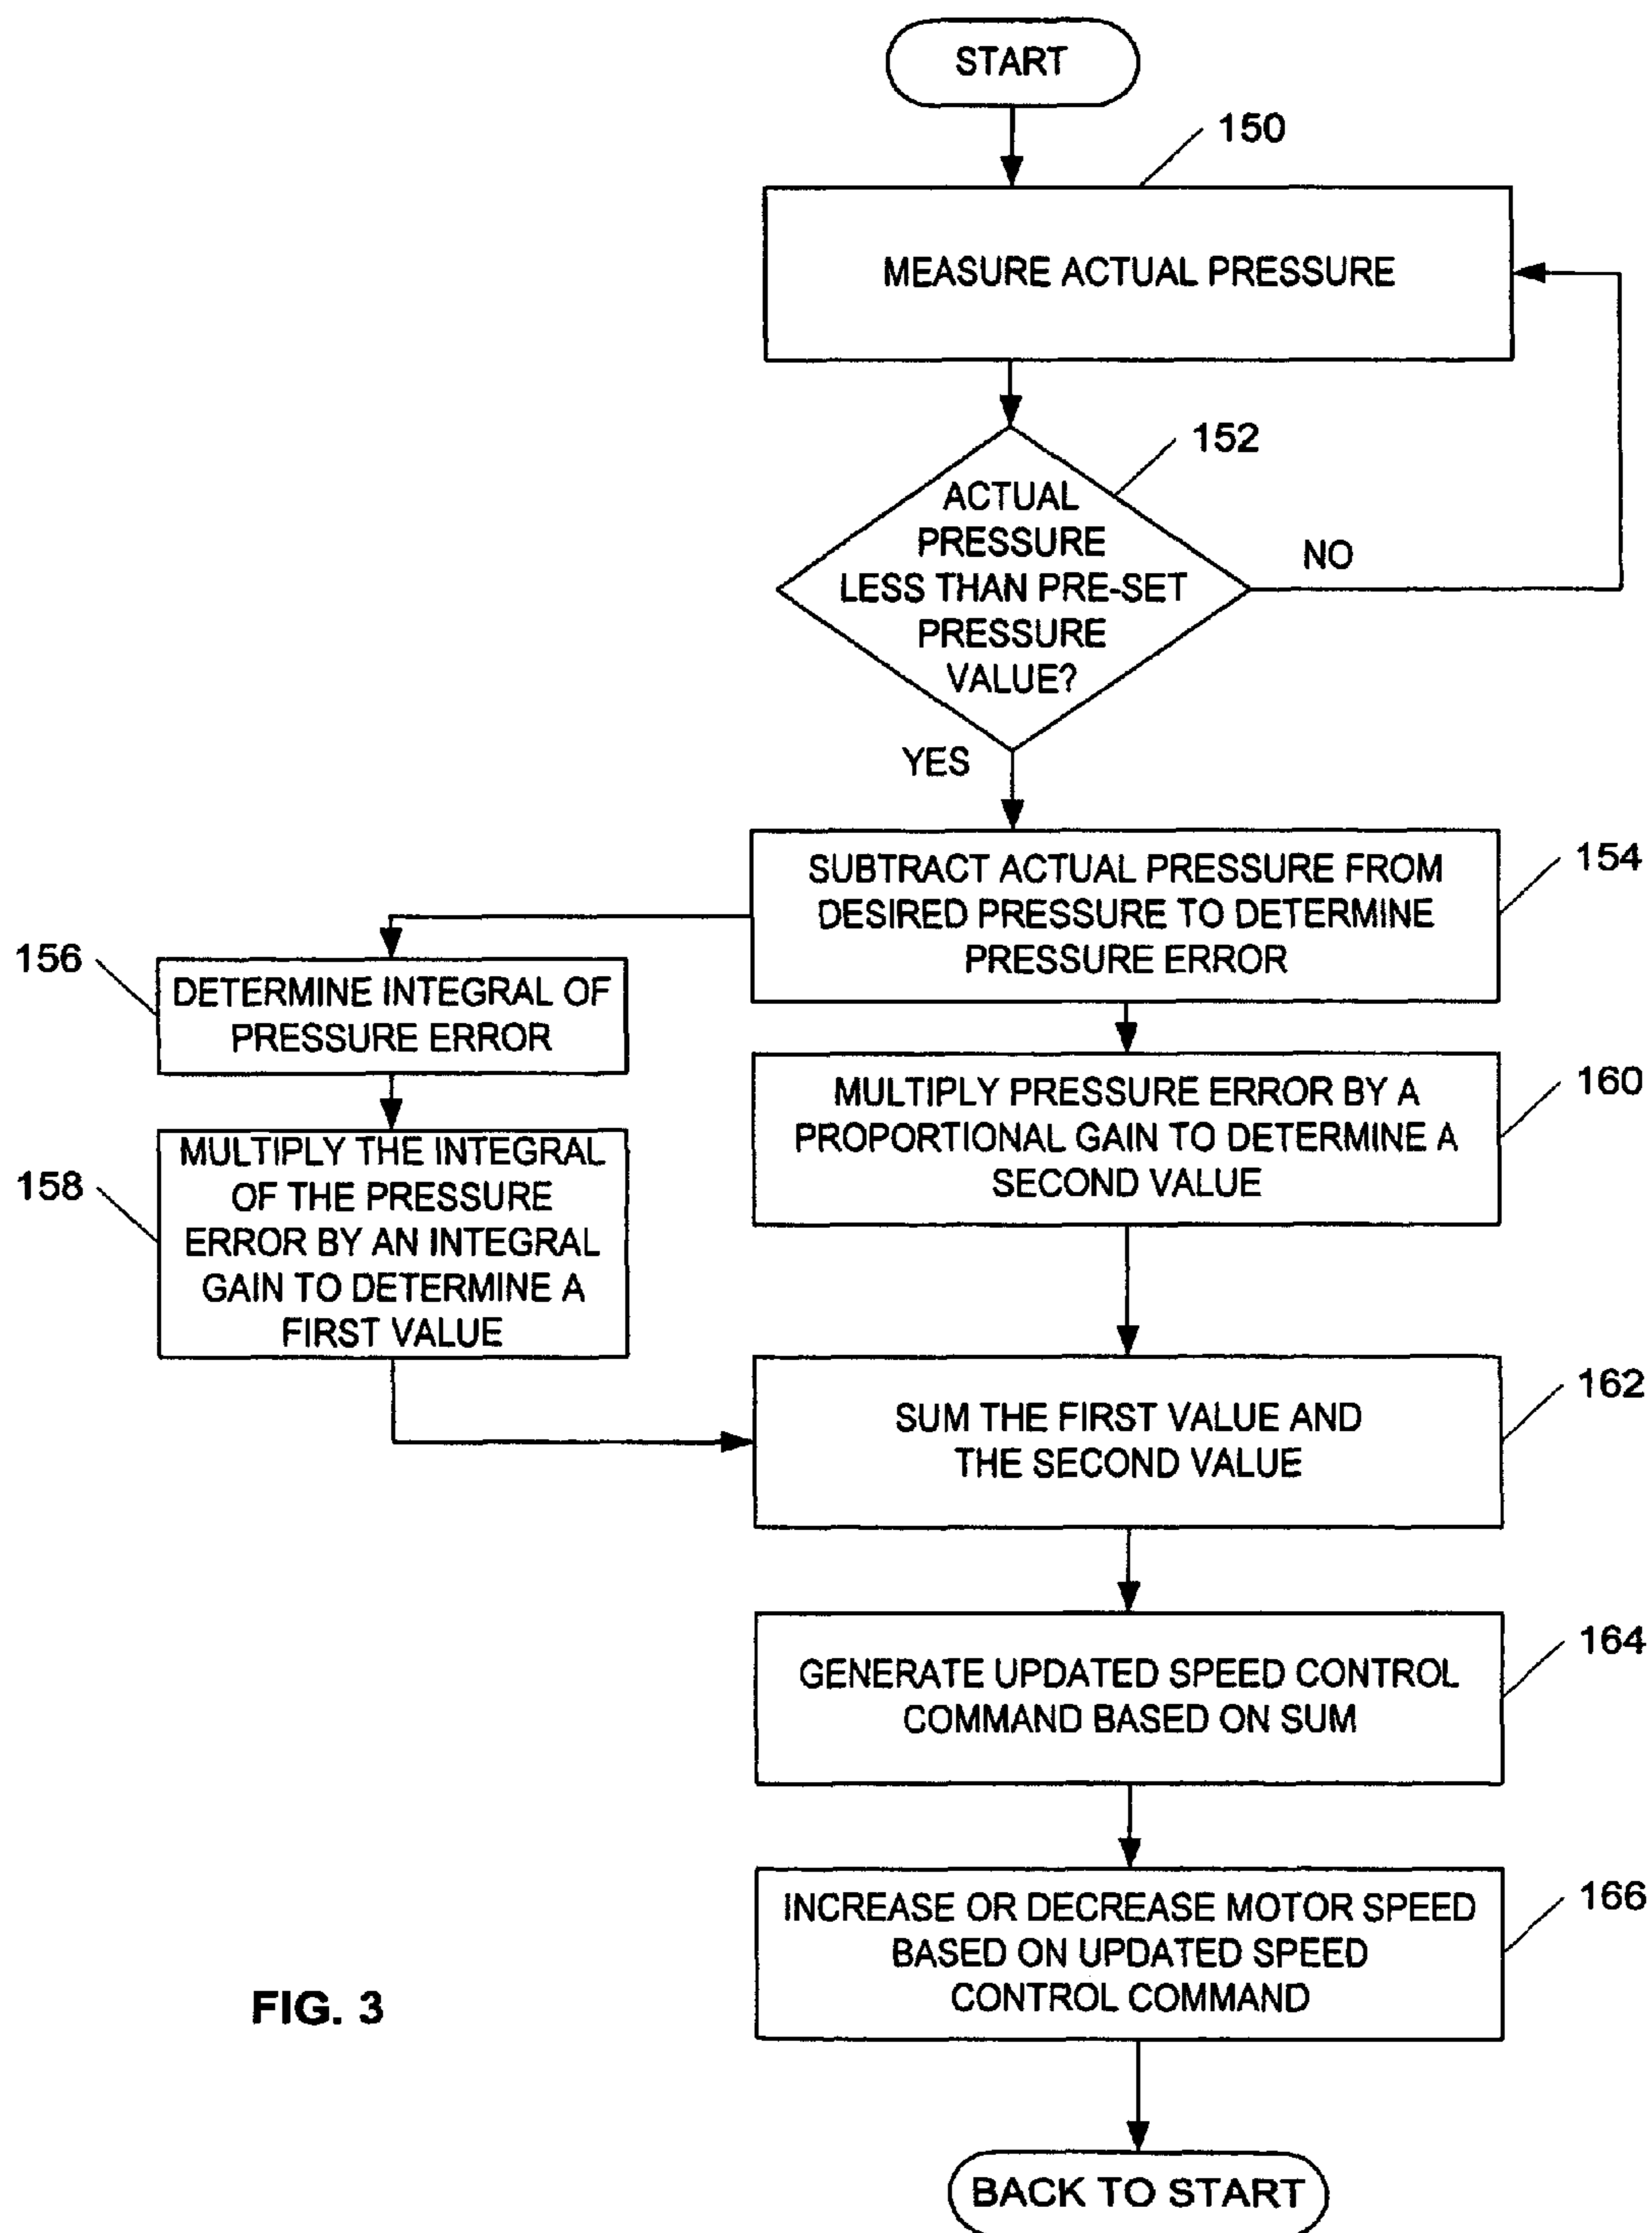 START
150
MEASURE ACTUAL PRESSURE
152
ACTUAL
PRESSURE
LESS THAN PRE-SET
PRESSURE
VALUE?
NO
YES
154
SUBTRACT ACTUAL PRESSURE FROM
DESIRED PRESSURE TO DETERMINE
PRESSURE ERROR
156
DETERMINE INTEGRAL OF
PRESSURE ERROR
160
MULTIPLY PRESSURE ERROR BY A
PROPORTIONAL GAIN TO DETERMINE A
SECOND VALUE
158
MULTIPLY THE INTEGRAL
OF THE PRESSURE
ERROR BY AN INTEGRAL
GAIN TO DETERMINE A
FIRST VALUE
162
SUM THE FIRST VALUE AND
THE SECOND VALUE
164
GENERATE UPDATED SPEED CONTROL
COMMAND BASED ON SUM
166
INCREASE OR DECREASE MOTOR SPEED
BASED ON UPDATED SPEED
CONTROL COMMAND
FIG. 3
BACK TO START